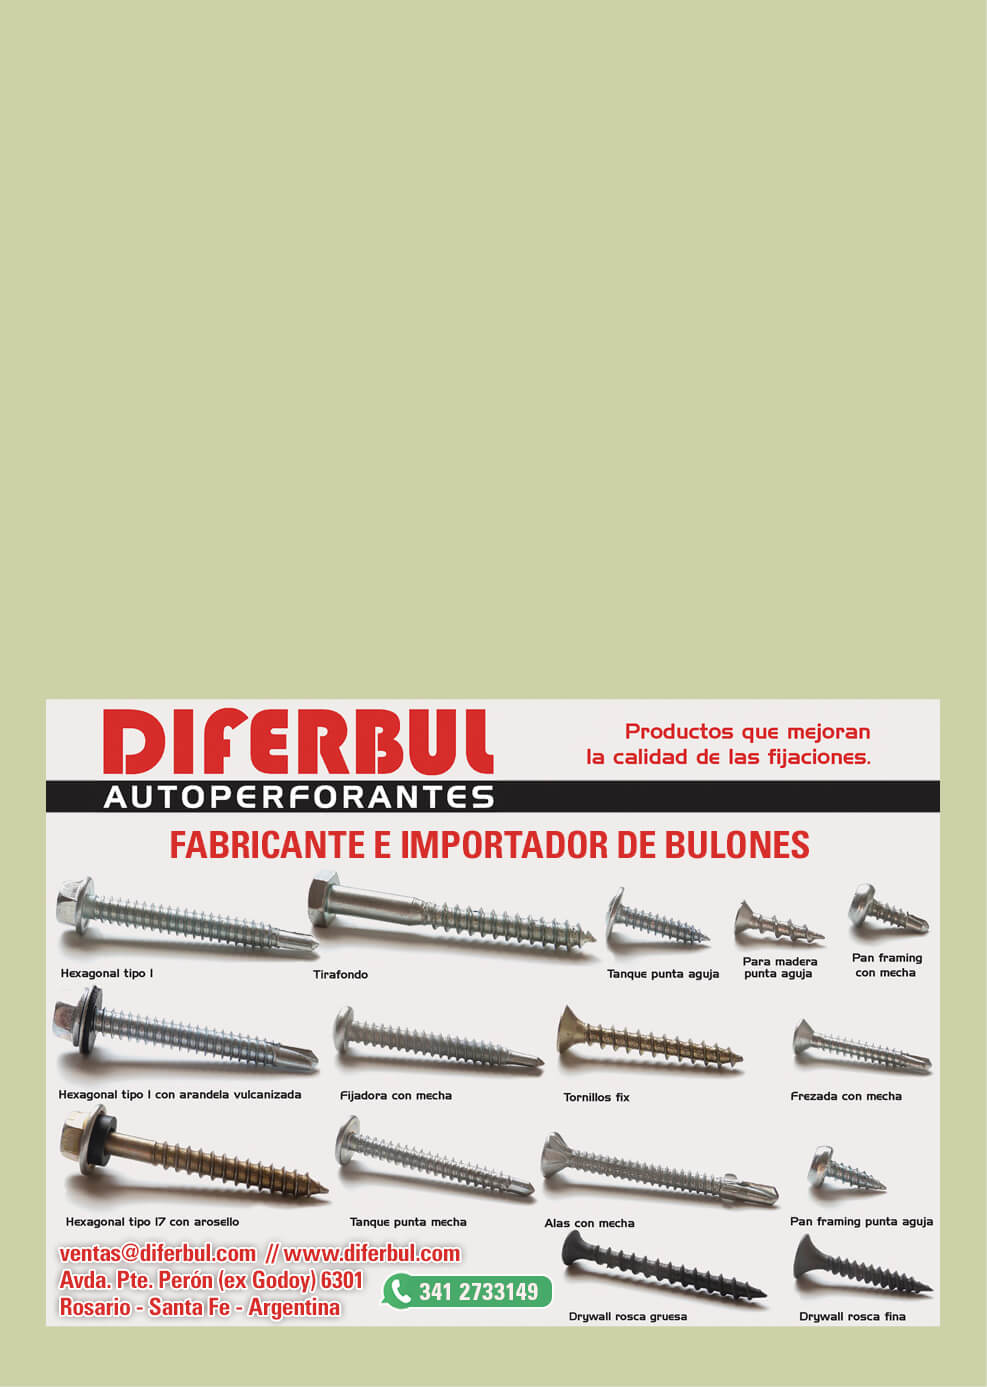 DIFERBUL
AUTOPERFORANTES
Productos que mejoran
la calidad de las fijaciones.
FABRICANTE E IMPORTADOR DE BULONES
Hexagonal tipo 1
Tirafondo
Tanque punta aguja
Para madera
punta aguja
Pan framing
con mecha
Hexagonal tipo 1 con arandela vulcanizada
Fijadora con mecha
Tornillos fix
Frezada con mecha
Hexagonal tipo 17 con arosello
Tanque punta mecha
Alas con mecha
Pan framing punta aguja
Drywall rosca gruesa
Drywall rosca fina
ventas@diferbul.com // www.diferbul.com
Avda. Pte. Perón (ex Godoy) 6301
Rosario - Santa Fe - Argentina
341 2733149